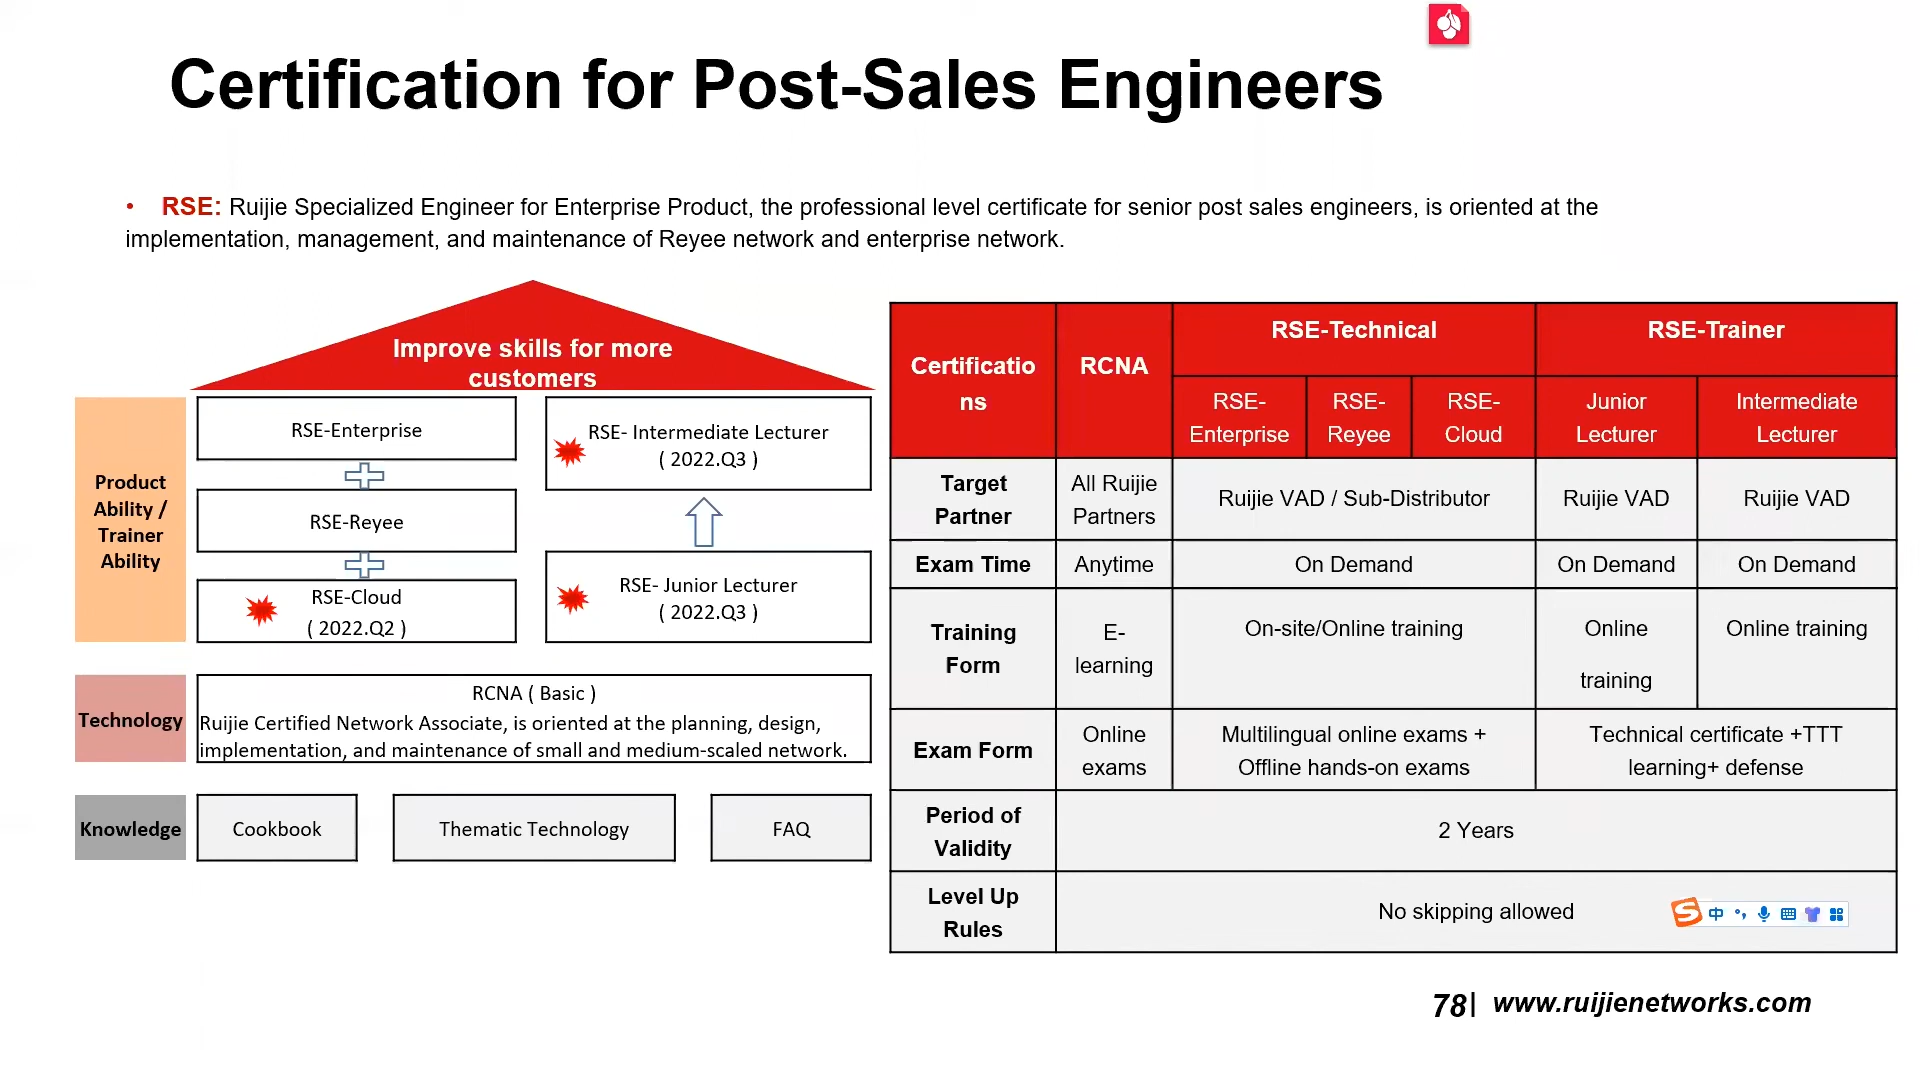 Certification for Post-Sales Engineers
• RSE: Ruijie Specialized Engineer for Enterprise Product, the professional level certificate for senior post sales engineers, is oriented at the
implementation, management, and maintenance of Reyee network and enterprise network.
Improve skills for more
customers
Product
Ability /
Trainer
Ability
RSE-Enterprise
RSE-Reyee
RSE-Cloud
( 2022.Q2 )
RSE- Intermediate Lecturer
( 2022.Q3 )
RSE- Junior Lecturer
( 2022.Q3 )
Technology
RCNA ( Basic )
Ruijie Certified Network Associate, is oriented at the planning, design,
implementation, and maintenance of small and medium-scaled network.
Knowledge
Cookbook
Thematic Technology
FAQ
Certificatio
ns
RCNA
RSE-Technical
RSE-Trainer
RSE-
Enterprise
RSE-
Reyee
RSE-
Cloud
Junior
Lecturer
Intermediate
Lecturer
Target
Partner
All Ruijie
Partners
Ruijie VAD / Sub-Distributor
Ruijie VAD
Ruijie VAD
Exam Time
Anytime
On Demand
On Demand
On Demand
Training
Form
E-
learning
On-site/Online training
Online
training
Online training
Exam Form
Online
exams
Multilingual online exams +
Offline hands-on exams
Technical certificate +TTT
learning+ defense
Period of
Validity
2 Years
Level Up
Rules
No skipping allowed
S 中
78| www.ruijienetworks.com